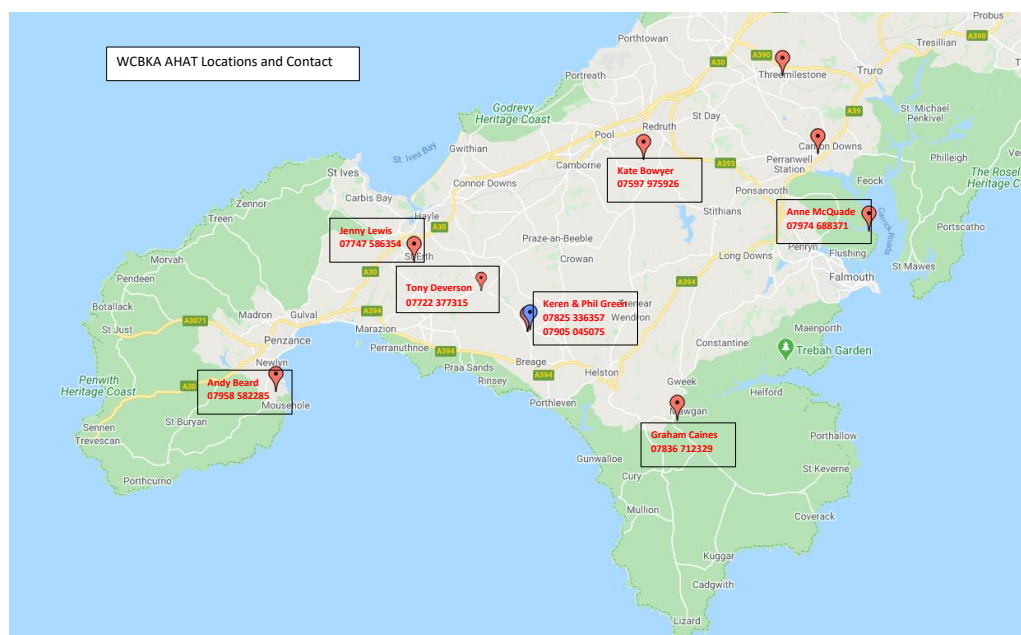 WCBKA AHAT Locations and Contact
Porthtowan
A30
A390
Threemilestone
Tresillian
Probus
A390
Truro
Portreath
Godrevy
Heritage Coast
St Day
A39
St. Michael
Penkivel
Redruth
Pool
Camborne
Gwithian
St. Ives Bay
St Ives
Carbis Bay
Connor Downs
Hayle
A30
Kate Bowyer
07597 975926
A393
Perranwell
Station
Carnon Downs
Ponsanooth
Feock
Philleigh
The Rosela
Heritage C
Zennor
Treen
Morvah
Pendeen
Botallack
St Just
Jenny Lewis
07747 586354
St Erth
Praze-an-Beeble
Crowan
Stithians
Anne McQuade
07974 688371
Carrick Roads
Portscatho
Penryn
Flushing
St Mawes
Falmouth
Long Downs
A30
Tony Deverson
07722 377315
Keren & Phil Green
07825 336357
07905 045075
Trenear
Wendron
A394
Madron
Gulval
A394
A3071
Penzance
Marazion
Perranuthnoe
A394
Praa Sands
Rinsey
Breage
A394
Helston
Porthleven
Constantine
Maenporth
Trebah Garden
Newlyn
Andy Beard
07958 582285
Penwith
Heritage Coast
A30
Mousehole
St Buryan
Sennen
Trevescan
Porthcurno
Gweek
Helford
Mawgan
Graham Caines
07836 712329
Porthallow
Gunwalloe
Cury
St Keverne
Mullion
Coverack
Kuggar
Cadgwith
Lizard